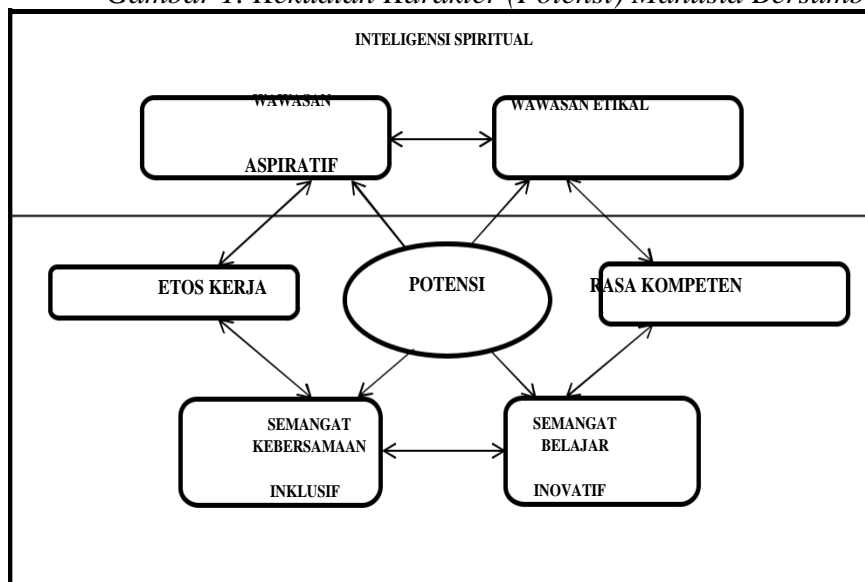 Gambar 1. Kekuatan Karakter (Potensi) Manusia Bersumb
INTELIGENSI SPIRITUAL
WAWASAN
ASPIRATIF
WAWASAN ETIKAL
ETOS KERJA
POTENSI
RASA KOMPETEN
SEMANGAT
KEBERSAMAAN
INKLUSIF
SEMANGAT
BELAJAR
INOVATIF